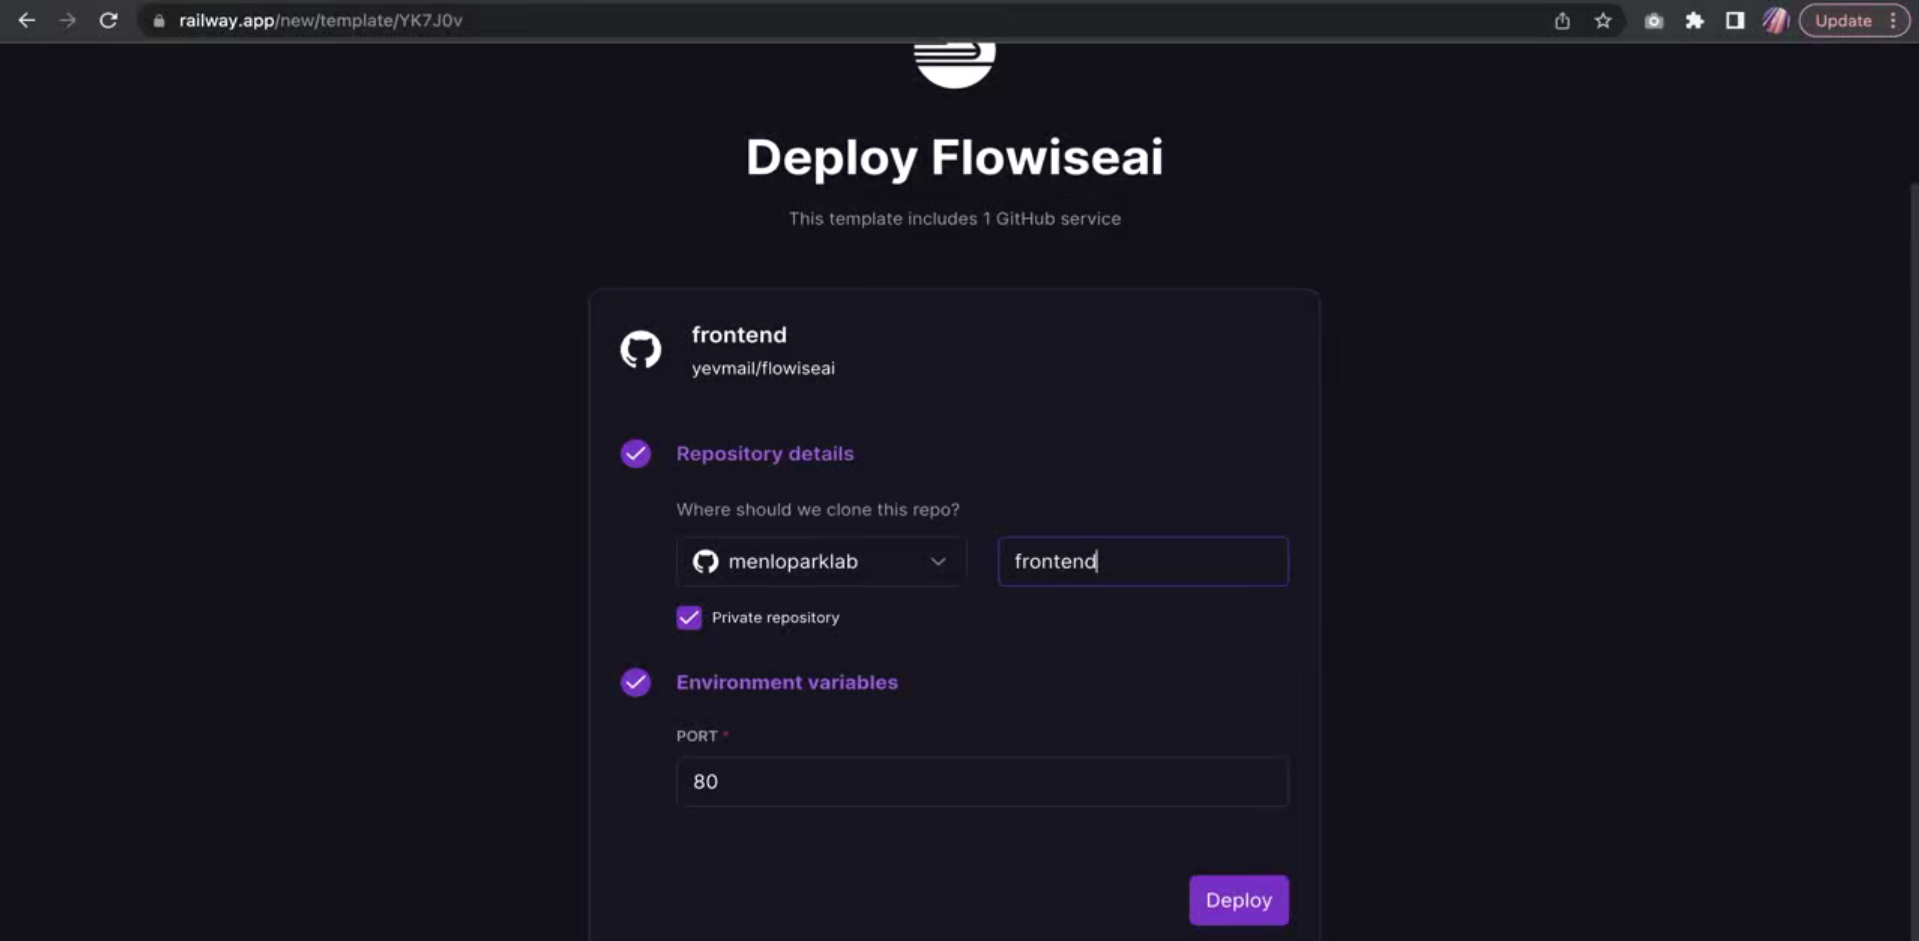 railway.app/new/template/YK7J0v
Update
Deploy Flowiseai
This template includes 1 GitHub service
frontend
yevmail/flowiseai
Repository details
Where should we clone this repo?
menloparklab
frontend
Private repository
Environment variables
PORT *
80
Deploy